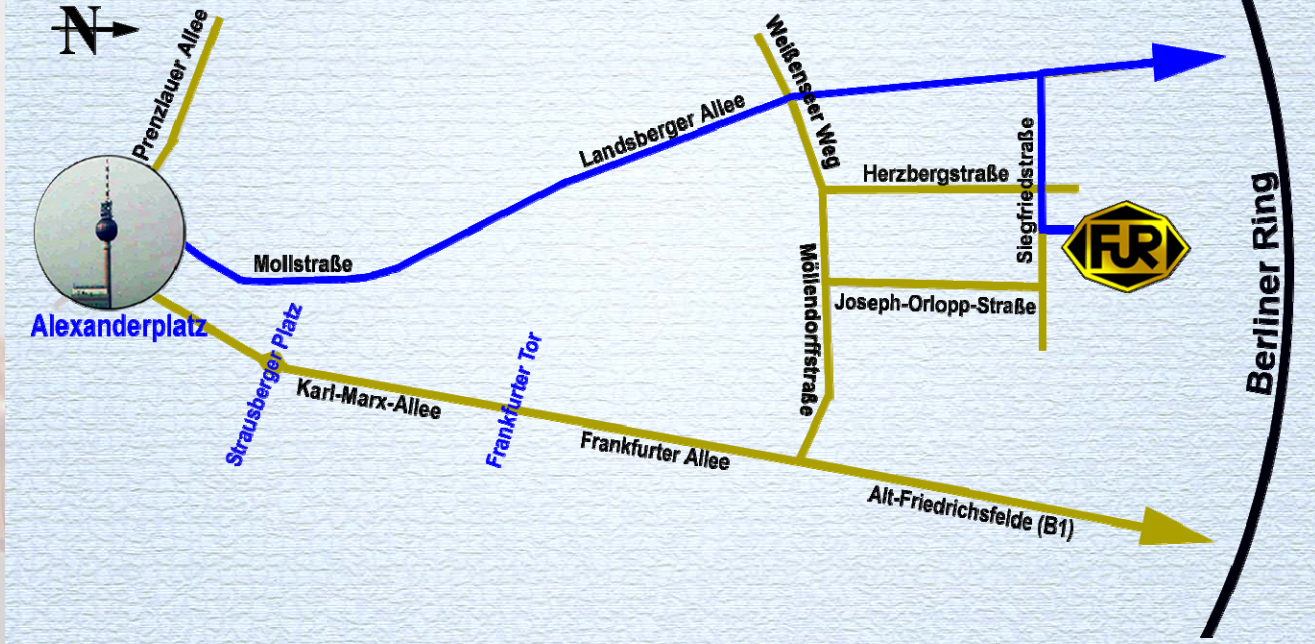 N
Prenzlauer Allee
Weißenseer Weg
Landsberger Allee
Herzbergstraße
Siegfriedstraße
FUR
Berliner Ring
Mollstraße
Möllendorffstraße
Joseph-Orlopp-Straße
Alexanderplatz
Strausberger Platz
Karl-Marx-Allee
Frankfurter Tor
Frankfurter Allee
Alt-Friedrichsfelde (B1)